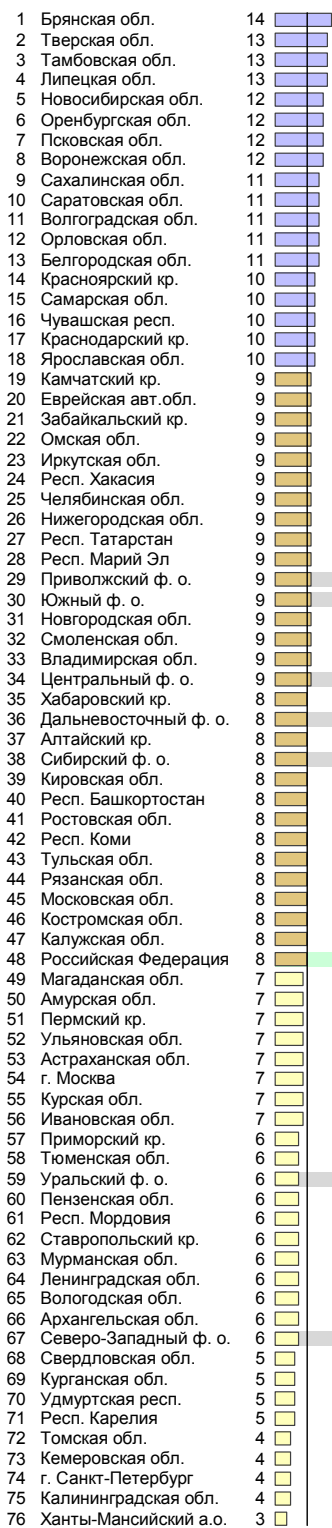 1 Брянская обл. 14
2 Тверская обл. 13
3 Тамбовская обл. 13
4 Липецкая обл. 13
5 Новосибирская обл. 12
6 Оренбургская обл. 12
7 Псковская обл. 12
8 Воронежская обл. 12
9 Сахалинская обл. 11
10 Саратовская обл. 11
11 Волгоградская обл. 11
12 Орловская обл. 11
13 Белгородская обл. 11
14 Красноярский кр. 10
15 Самарская обл. 10
16 Чувашская респ. 10
17 Краснодарский кр. 10
18 Ярославская обл. 10
19 Камчатский кр. 9
20 Еврейская авт.обл. 9
21 Забайкальский кр. 9
22 Омская обл. 9
23 Иркутская обл. 9
24 Респ. Хакасия 9
25 Челябинская обл. 9
26 Нижегородская обл. 9
27 Респ. Татарстан 9
28 Респ. Марий Эл 9
29 Приволжский ф. о. 9
30 Южный ф. о. 9
31 Новгородская обл. 9
32 Смоленская обл. 9
33 Владимирская обл. 9
34 Центральный ф. о. 9
35 Хабаровский кр. 8
36 Дальневосточный ф. о. 8
37 Алтайский кр. 8
38 Сибирский ф. о. 8
39 Кировская обл. 8
40 Респ. Башкортостан 8
41 Ростовская обл. 8
42 Респ. Коми 8
43 Тульская обл. 8
44 Рязанская обл. 8
45 Московская обл. 8
46 Костромская обл. 8
47 Калужская обл. 8
48 Российская Федерация 8
49 Магаданская обл. 7
50 Амурская обл. 7
51 Пермский кр. 7
52 Ульяновская обл. 7
53 Астраханская обл. 7
54 г. Москва 7
55 Курская обл. 7
56 Ивановская обл. 7
57 Приморский кр. 6
58 Тюменская обл. 6
59 Уральский ф. о. 6
60 Пензенская обл. 6
61 Респ. Мордовия 6
62 Ставропольский кр. 6
63 Мурманская обл. 6
64 Ленинградская обл. 6
65 Вологодская обл. 6
66 Архангельская обл. 6
67 Северо-Западный ф. о. 6
68 Свердловская обл. 5
69 Курганская обл. 5
70 Удмуртская респ. 5
71 Респ. Карелия 5
72 Томская обл. 4
73 Кемеровская обл. 4
74 г. Санкт-Петербург 4
75 Калининградская обл. 4
76 Ханты-Мансийский а.о. 3